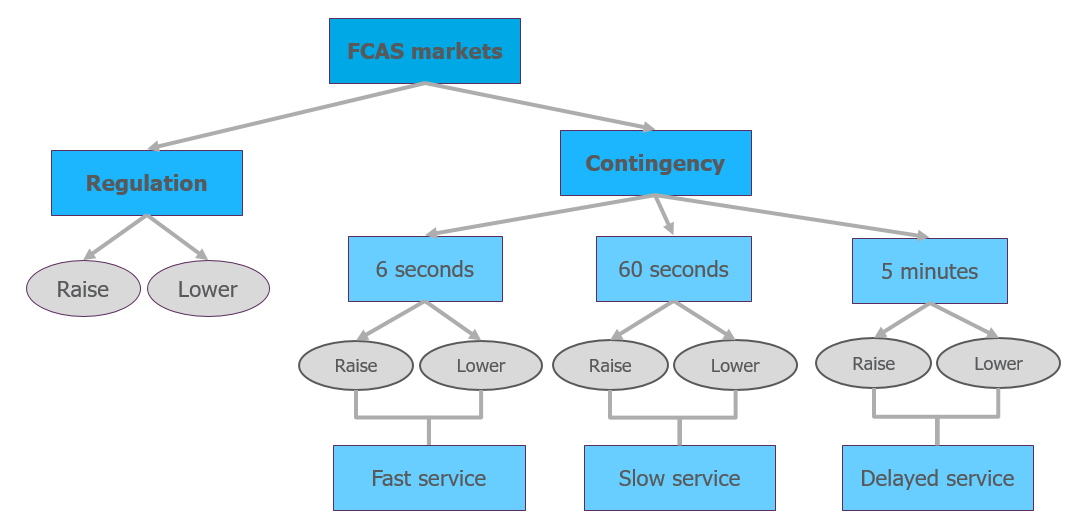 FCAS markets
Regulation
Contingency
6 seconds
60 seconds
5 minutes
Raise
Lower
Raise
Lower
Raise
Lower
Raise
Lower
Fast service
Slow service
Delayed service